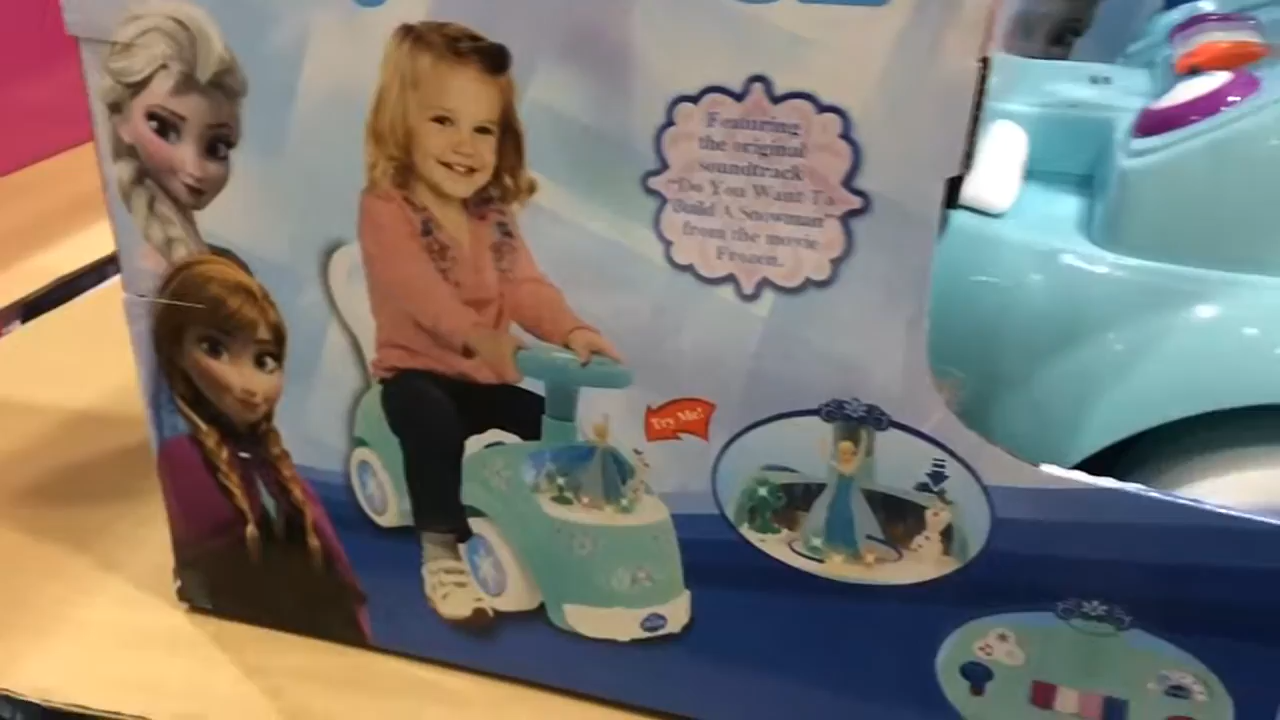 Featuring
the original
soundtrack
"Do You Want To
Build A Snowman"
from the movie
Frozen.
Try Me!